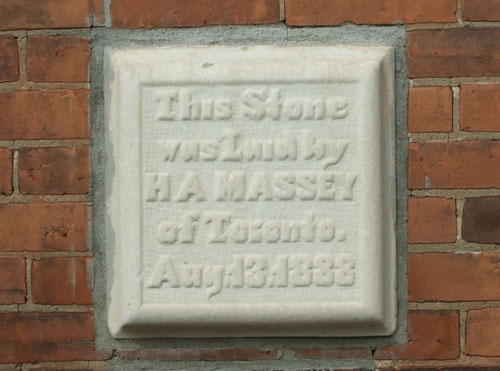 This Stone
was Laid by
H A MASSEY
of Toronto.
Aug. 13. 1888